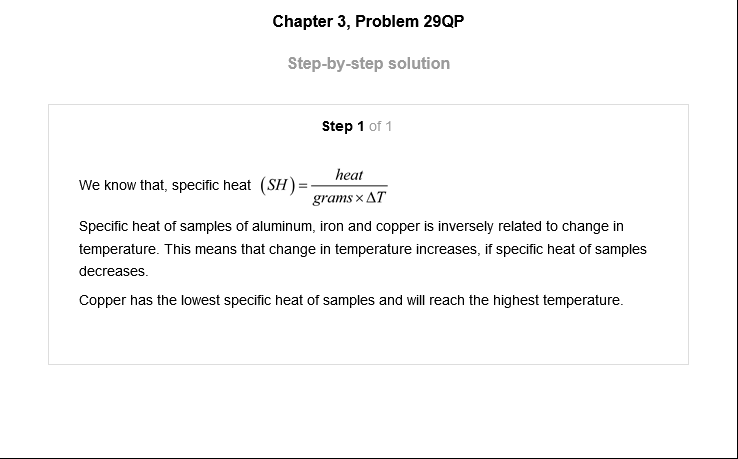 Chapter 3, Problem 29QP
Step-by-step solution
Step 1 of 1
We know that, specific heat (SH) = heat / grams × ΔT
Specific heat of samples of aluminum, iron and copper is inversely related to change in
temperature. This means that change in temperature increases, if specific heat of samples
decreases.
Copper has the lowest specific heat of samples and will reach the highest temperature.